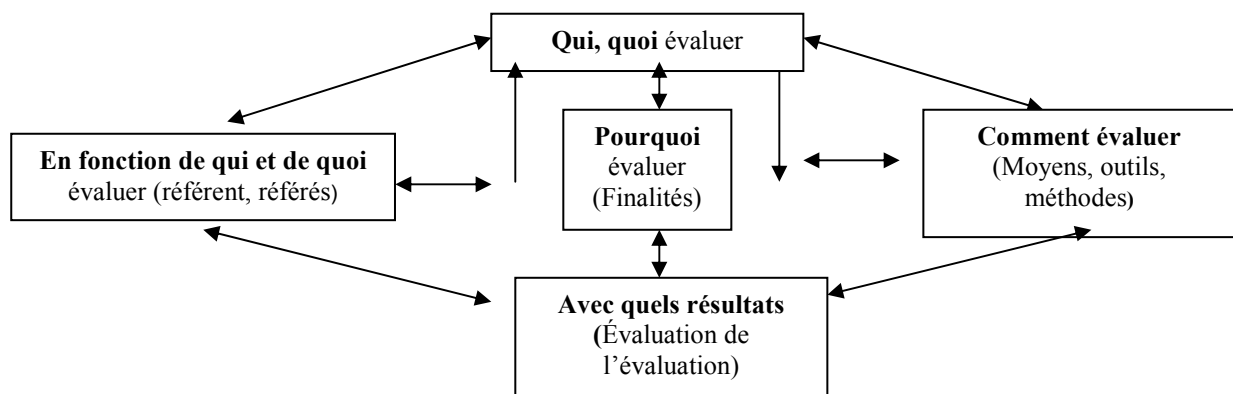 Qui, quoi évaluer
En fonction de qui et de quoi
évaluer (référent, référés)
Pourquoi
évaluer
(Finalités)
Comment évaluer
(Moyens, outils,
méthodes)
Avec quels résultats
(Évaluation de
l’évaluation)